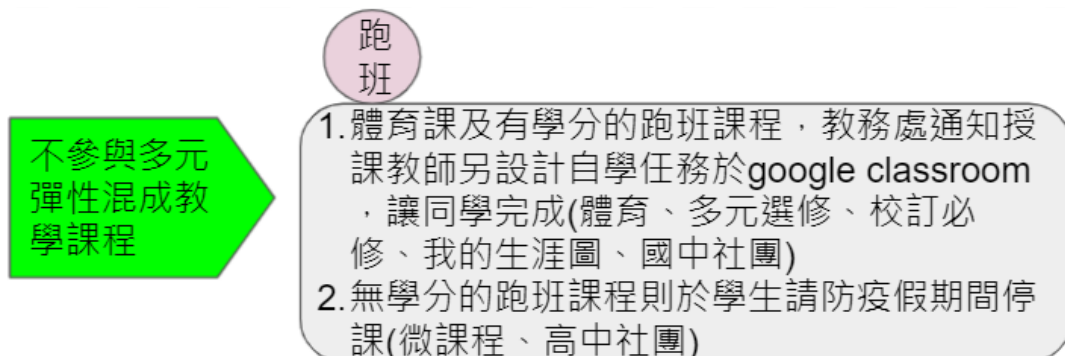 跑
班
不參與多元
彈性混成教
學課程
1.體育課及有學分的跑班課程，教務處通知授
課教師另設計自學任務於google classroom
，讓同學完成(體育、多元選修、校訂必
修、我的生涯圖、國中社團)
2.無學分的跑班課程則於學生請防疫假期間停
課(微課程、高中社團)